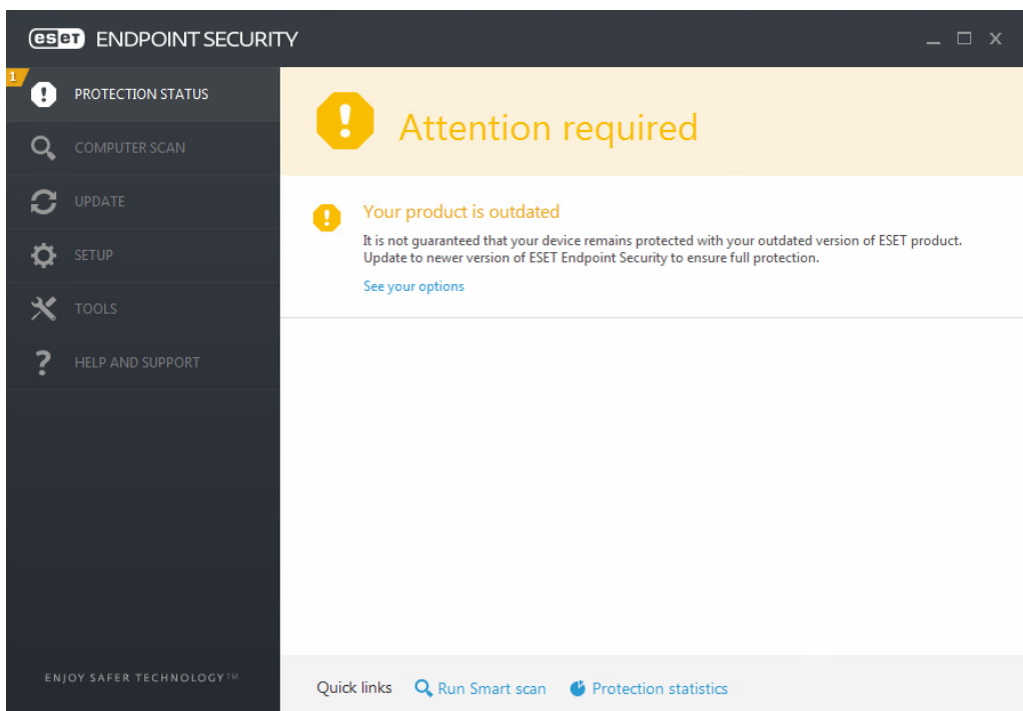 eset ENDPOINT SECURITY
1
PROTECTION STATUS
COMPUTER SCAN
UPDATE
SETUP
TOOLS
HELP AND SUPPORT
ENJOY SAFER TECHNOLOGY™
Attention required
Your product is outdated
It is not guaranteed that your device remains protected with your outdated version of ESET product.
Update to newer version of ESET Endpoint Security to ensure full protection.
See your options
Quick links Run Smart scan Protection statistics